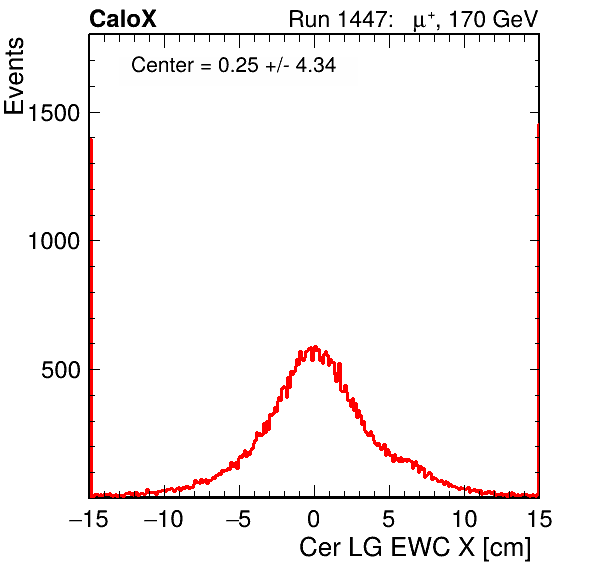 CaloX Run 1447: μ⁺, 170 GeV
Events
Center = 0.25 +/- 4.34
1500
1000
500
−15 −10 −5 0 5 10 15
Cer LG EWC X [cm]